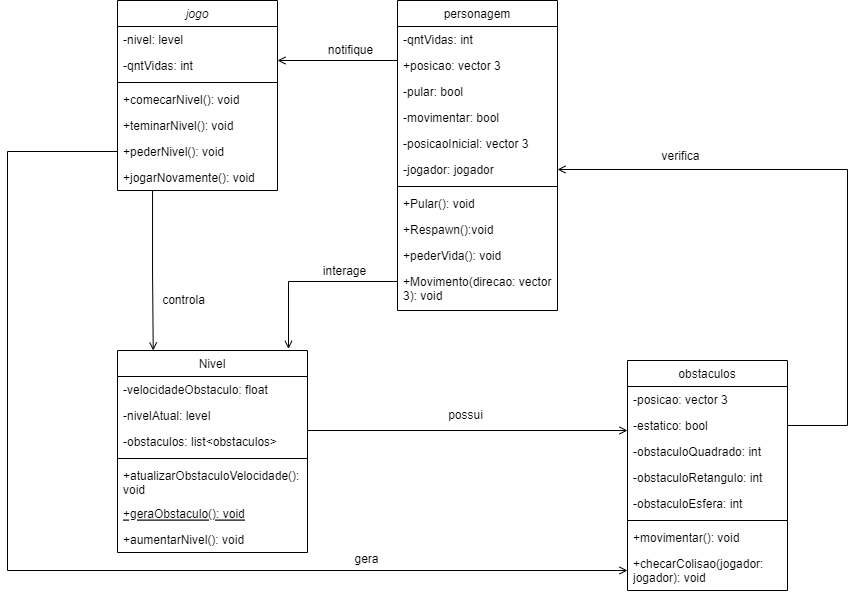 jogo
-nivel: level
-qntVidas: int
+comecarNivel(): void
+teminarNivel(): void
+pederNivel(): void
+jogarNovamente(): void
notifique
personagem
-qntVidas: int
+posicao: vector 3
-pular: bool
-movimentar: bool
-posicaoInicial: vector 3
-jogador: jogador
+Pular(): void
+Respawn():void
+pederVida(): void
+Movimento(direcao: vector
3): void
verifica
interage
controla
Nivel
-velocidadeObstaculo: float
-nivelAtual: level
-obstaculos: list<obstaculos>
+atualizarObstaculoVelocidade():
void
+geraObstaculo(): void
+aumentarNivel(): void
possui
obstaculos
-posicao: vector 3
-estatico: bool
-obstaculoQuadrado: int
-obstaculoRetangulo: int
-obstaculoEsfera: int
+movimentar(): void
+checarColisao(jogador:
jogador): void
gera